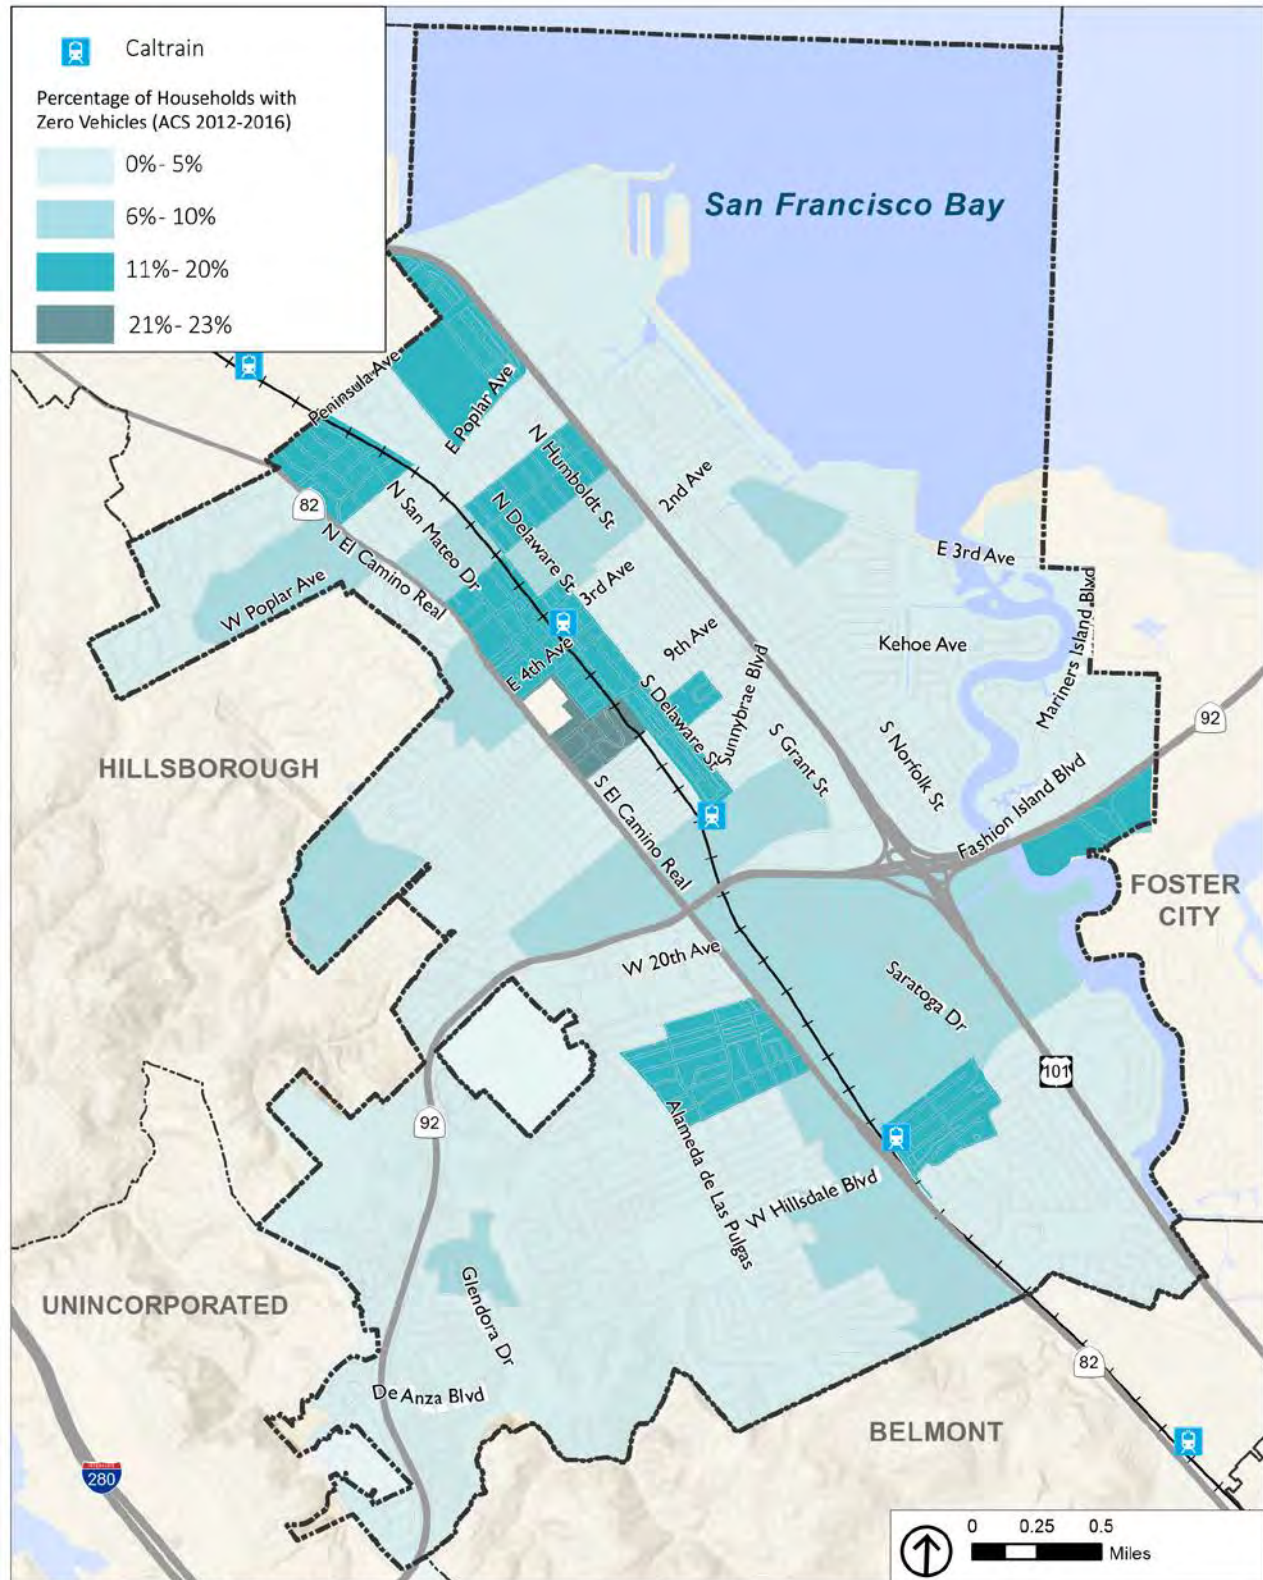 Caltrain
Percentage of Households with
Zero Vehicles (ACS 2012-2016)
0%- 5%
6%- 10%
11%- 20%
21%- 23%
San Francisco Bay
Peninsula Ave
E Poplar Ave
N Humboldt St
2nd Ave
82
N San Mateo Dr
N Delaware St
E 3rd Ave
N El Camino Real
3rd Ave
W Poplar Ave
Mariners Island Blvd
9th Ave
Kehoe Ave
E 4th Ave
Sunnybrae Blvd
S Delaware St
92
S Grant St
S Norfolk St
HILLSBOROUGH
Fashion Island Blvd
S El Camino Real
FOSTER
CITY
W 20th Ave
Saratoga Dr
101
92
Alameda de Las Pulgas
W Hillsdale Blvd
UNINCORPORATED
Glendora Dr
82
De Anza Blvd
BELMONT
INTERSTATE
280
0 0.25 0.5
Miles